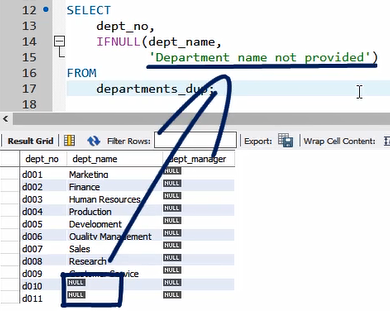 12 SELECT
13 dept_no,
14 IFNULL(dept_name,
15 'Department name not provided')
16 FROM
17 departments_dup;
18
Result Grid Filter Rows: Export: Wrap Cell Content:
dept_no dept_name dept_manager
d001 Marketing NULL
d002 Finance NULL
d003 Human Resources NULL
d004 Production NULL
d005 Development NULL
d006 Quality Management NULL
d007 Sales NULL
d008 Research NULL
d009 Customer Service NULL
d010 NULL NULL
d011 NULL NULL